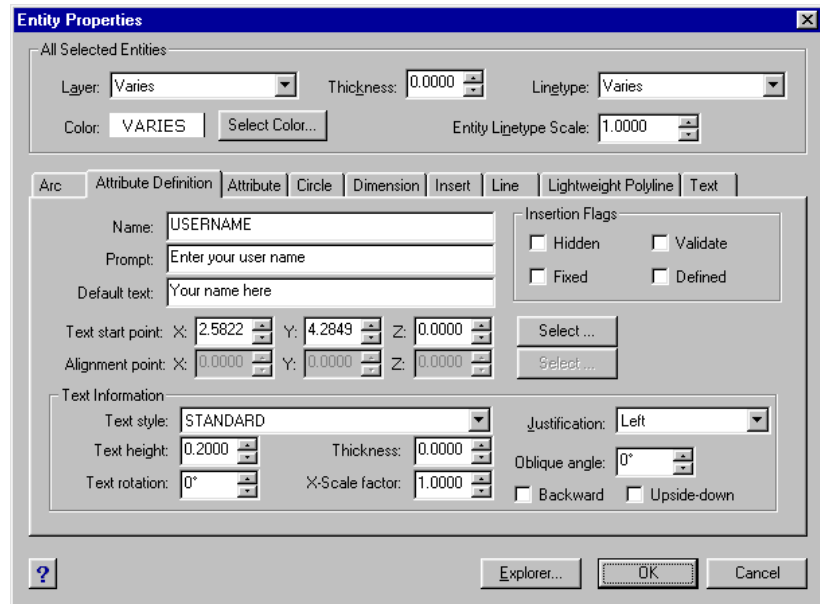 Entity Properties
All Selected Entities
Layer: Varies Thickness: 0.0000 Linetype: Varies
Color: VARIES Select Color... Entity Linetype Scale: 1.0000
Arc Attribute Definition Attribute Circle Dimension Insert Line Lightweight Polyline Text
Name: USERNAME
Prompt: Enter your user name
Default text: Your name here
Insertion Flags
Hidden Validate
Fixed Defined
Text start point: X: 2.5822 Y: 4.2849 Z: 0.0000 Select ...
Alignment point: X: 0.0000 Y: 0.0000 Z: 0.0000 Select ...
Text Information
Text style: STANDARD Justification: Left
Text height: 0.2000 Thickness: 0.0000 Oblique angle: 0°
Text rotation: 0° X-Scale factor: 1.0000 Backward Upside-down
? Explorer... OK Cancel